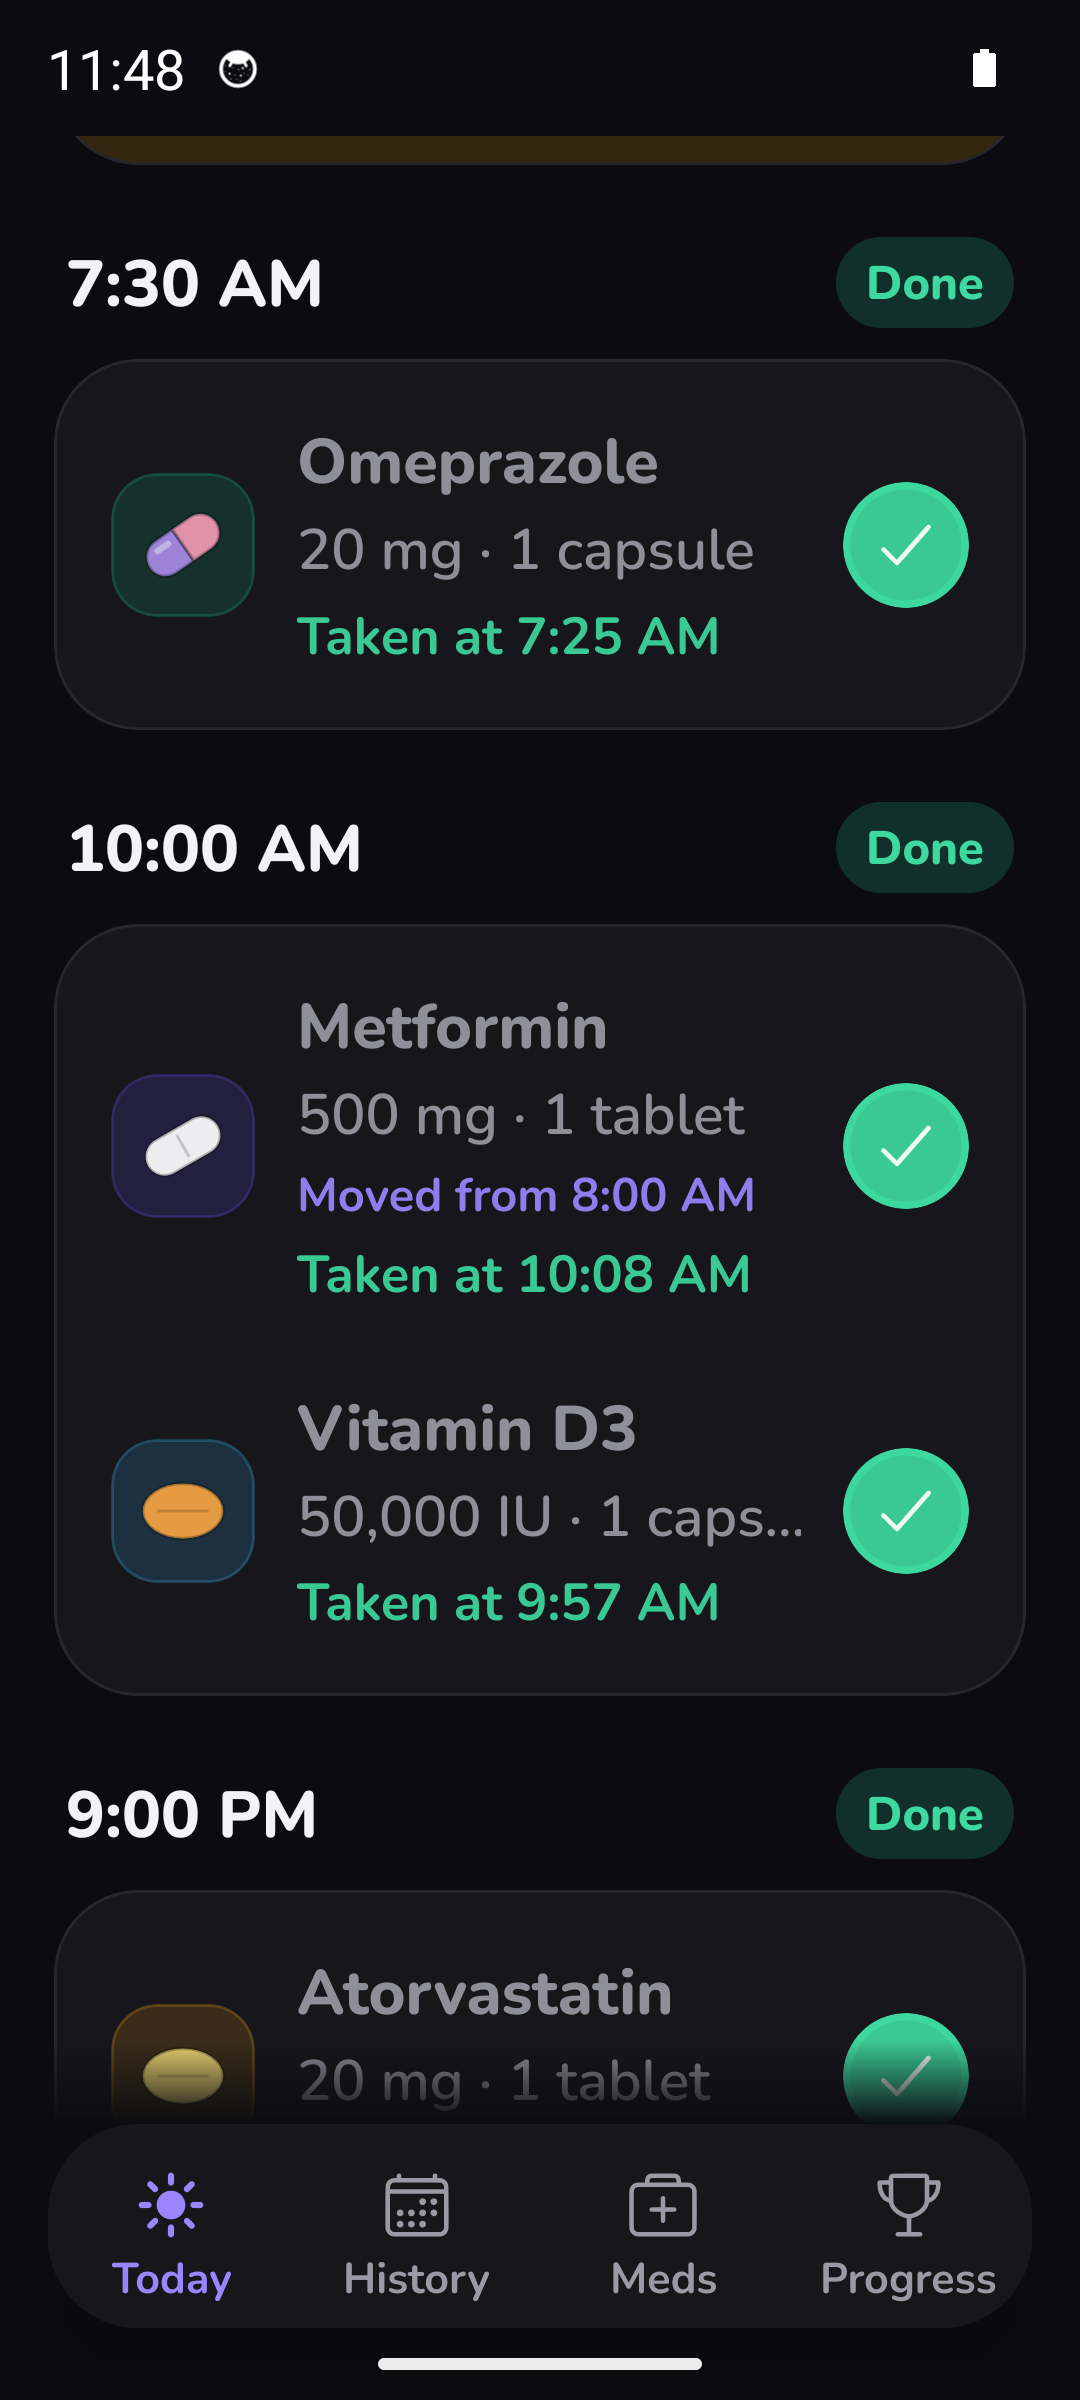 11:48
7:30 AM
Done
Omeprazole
20 mg · 1 capsule
Taken at 7:25 AM
10:00 AM
Done
Metformin
500 mg · 1 tablet
Moved from 8:00 AM
Taken at 10:08 AM
Vitamin D3
50,000 IU · 1 caps...
Taken at 9:57 AM
9:00 PM
Done
Atorvastatin
20 mg · 1 tablet
Today
History
Meds
Progress